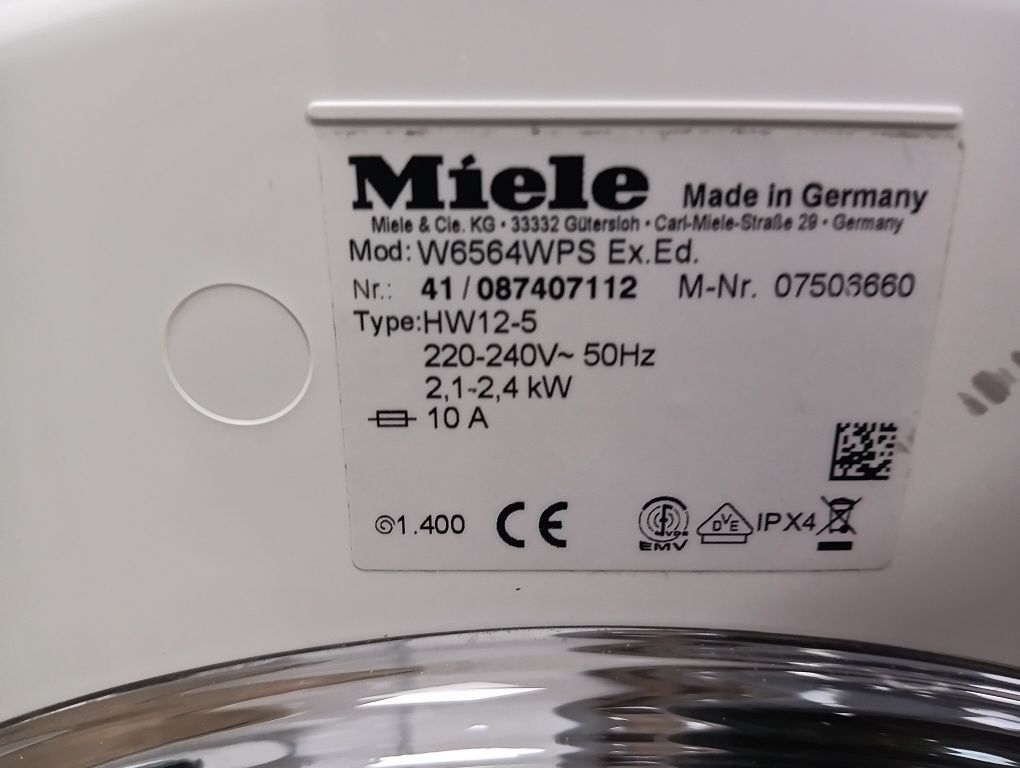 Miele Made in Germany
Miele & Cie. KG · 33332 Gütersloh · Carl-Miele-Straße 29 · Germany
Mod: W6564WPS Ex.Ed.
Nr.: 41 / 087407112 M-Nr. 07506660
Type: HW12-5
220-240V~ 50Hz
2,1-2,4 kW
10 A
1.400 CE EMV DVE IPX4